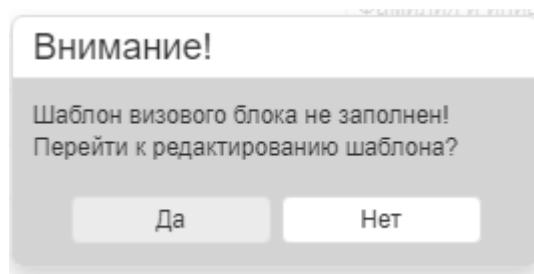 Внимание!
Шаблон визового блока не заполнен!
Перейти к редактированию шаблона?
Да
Нет